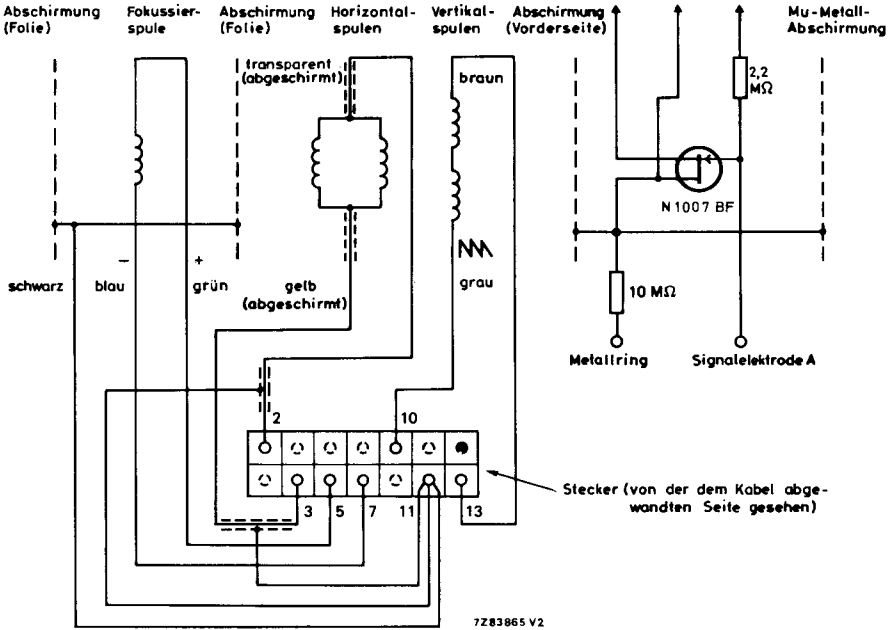 Abschirmung
(Folie)
Fokussier-
spule
Abschirmung
(Folie)
Horizontal-
spulen
Vertikal-
spulen
Abschirmung
(Vorderseite)
Mu-Metall-
Abschirmung
transparent
(abgeschirmt)
braun
2,2
MΩ
N1007 BF
−
+
schwarz
blau
grün
gelb
(abgeschirmt)
grau
10 MΩ
Metallring
Signalelektrode A
2
10
3
5
7
11
13
Stecker (von der dem Kabel abge-
wandten Seite gesehen)
7Z83865 V2